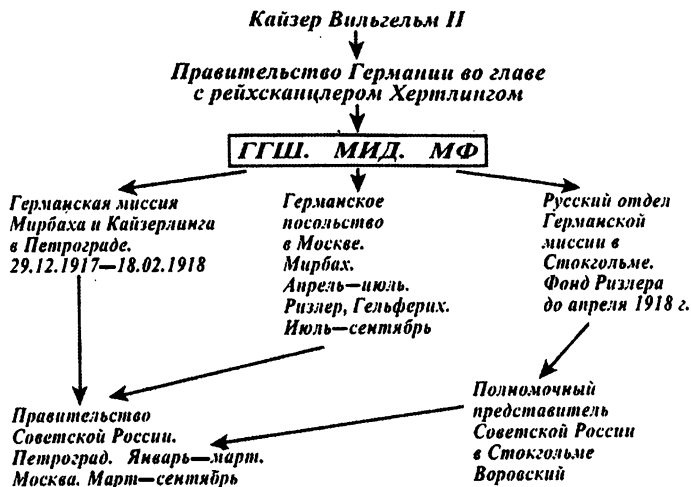 Кайзер Вильгельм II
Правительство Германии во главе
с рейхсканцлером Хертлингом
ГГШ. МИД. МФ
Германская миссия
Мирбаха и Кайзерлинга
в Петрограде.
29.12.1917—18.02.1918
Германское
посольство
в Москве.
Мирбах.
Апрель—июль.
Ризлер, Гельферих.
Июль—сентябрь
Русский отдел
Германской
миссии в
Стокгольме.
Фонд Ризлера
до апреля 1918 г.
Правительство
Советской России.
Петроград. Январь—март.
Москва. Март—сентябрь
Полномочный
представитель
Советской России
в Стокгольме
Воровский